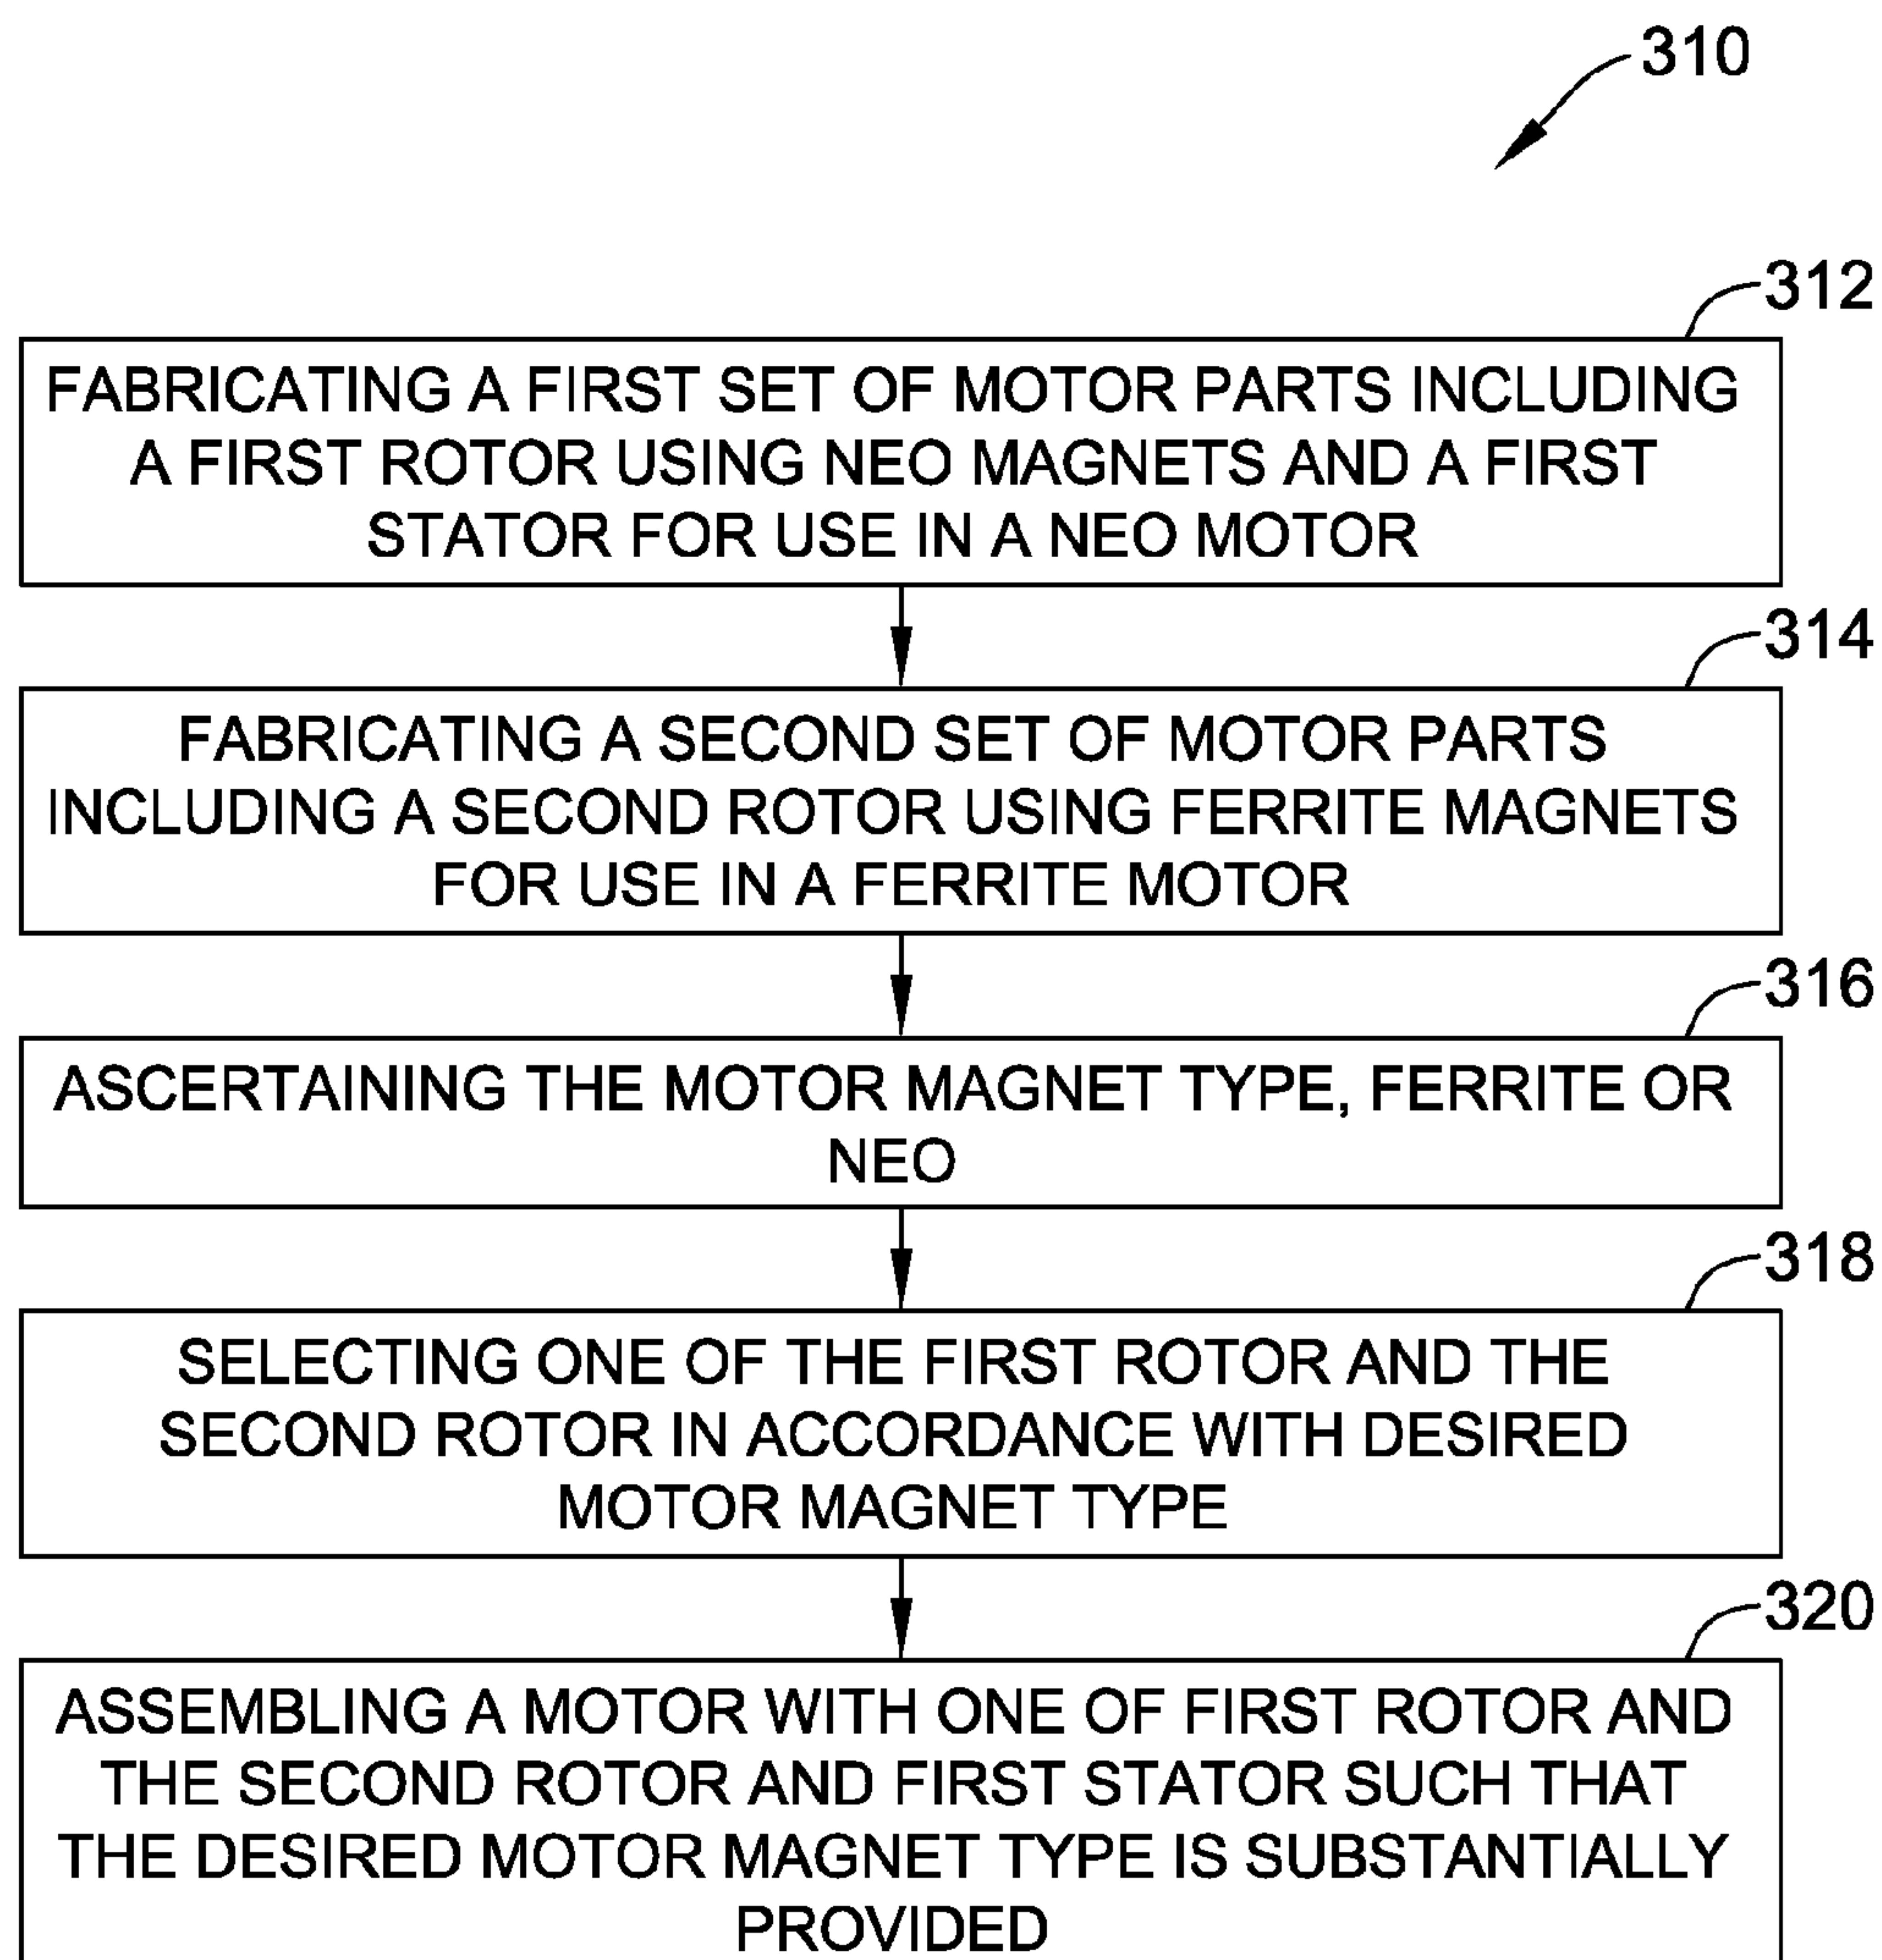 310
312
FABRICATING A FIRST SET OF MOTOR PARTS INCLUDING
A FIRST ROTOR USING NEO MAGNETS AND A FIRST
STATOR FOR USE IN A NEO MOTOR
314
FABRICATING A SECOND SET OF MOTOR PARTS
INCLUDING A SECOND ROTOR USING FERRITE MAGNETS
FOR USE IN A FERRITE MOTOR
316
ASCERTAINING THE MOTOR MAGNET TYPE, FERRITE OR
NEO
318
SELECTING ONE OF THE FIRST ROTOR AND THE
SECOND ROTOR IN ACCORDANCE WITH DESIRED
MOTOR MAGNET TYPE
320
ASSEMBLING A MOTOR WITH ONE OF FIRST ROTOR AND
THE SECOND ROTOR AND FIRST STATOR SUCH THAT
THE DESIRED MOTOR MAGNET TYPE IS SUBSTANTIALLY
PROVIDED